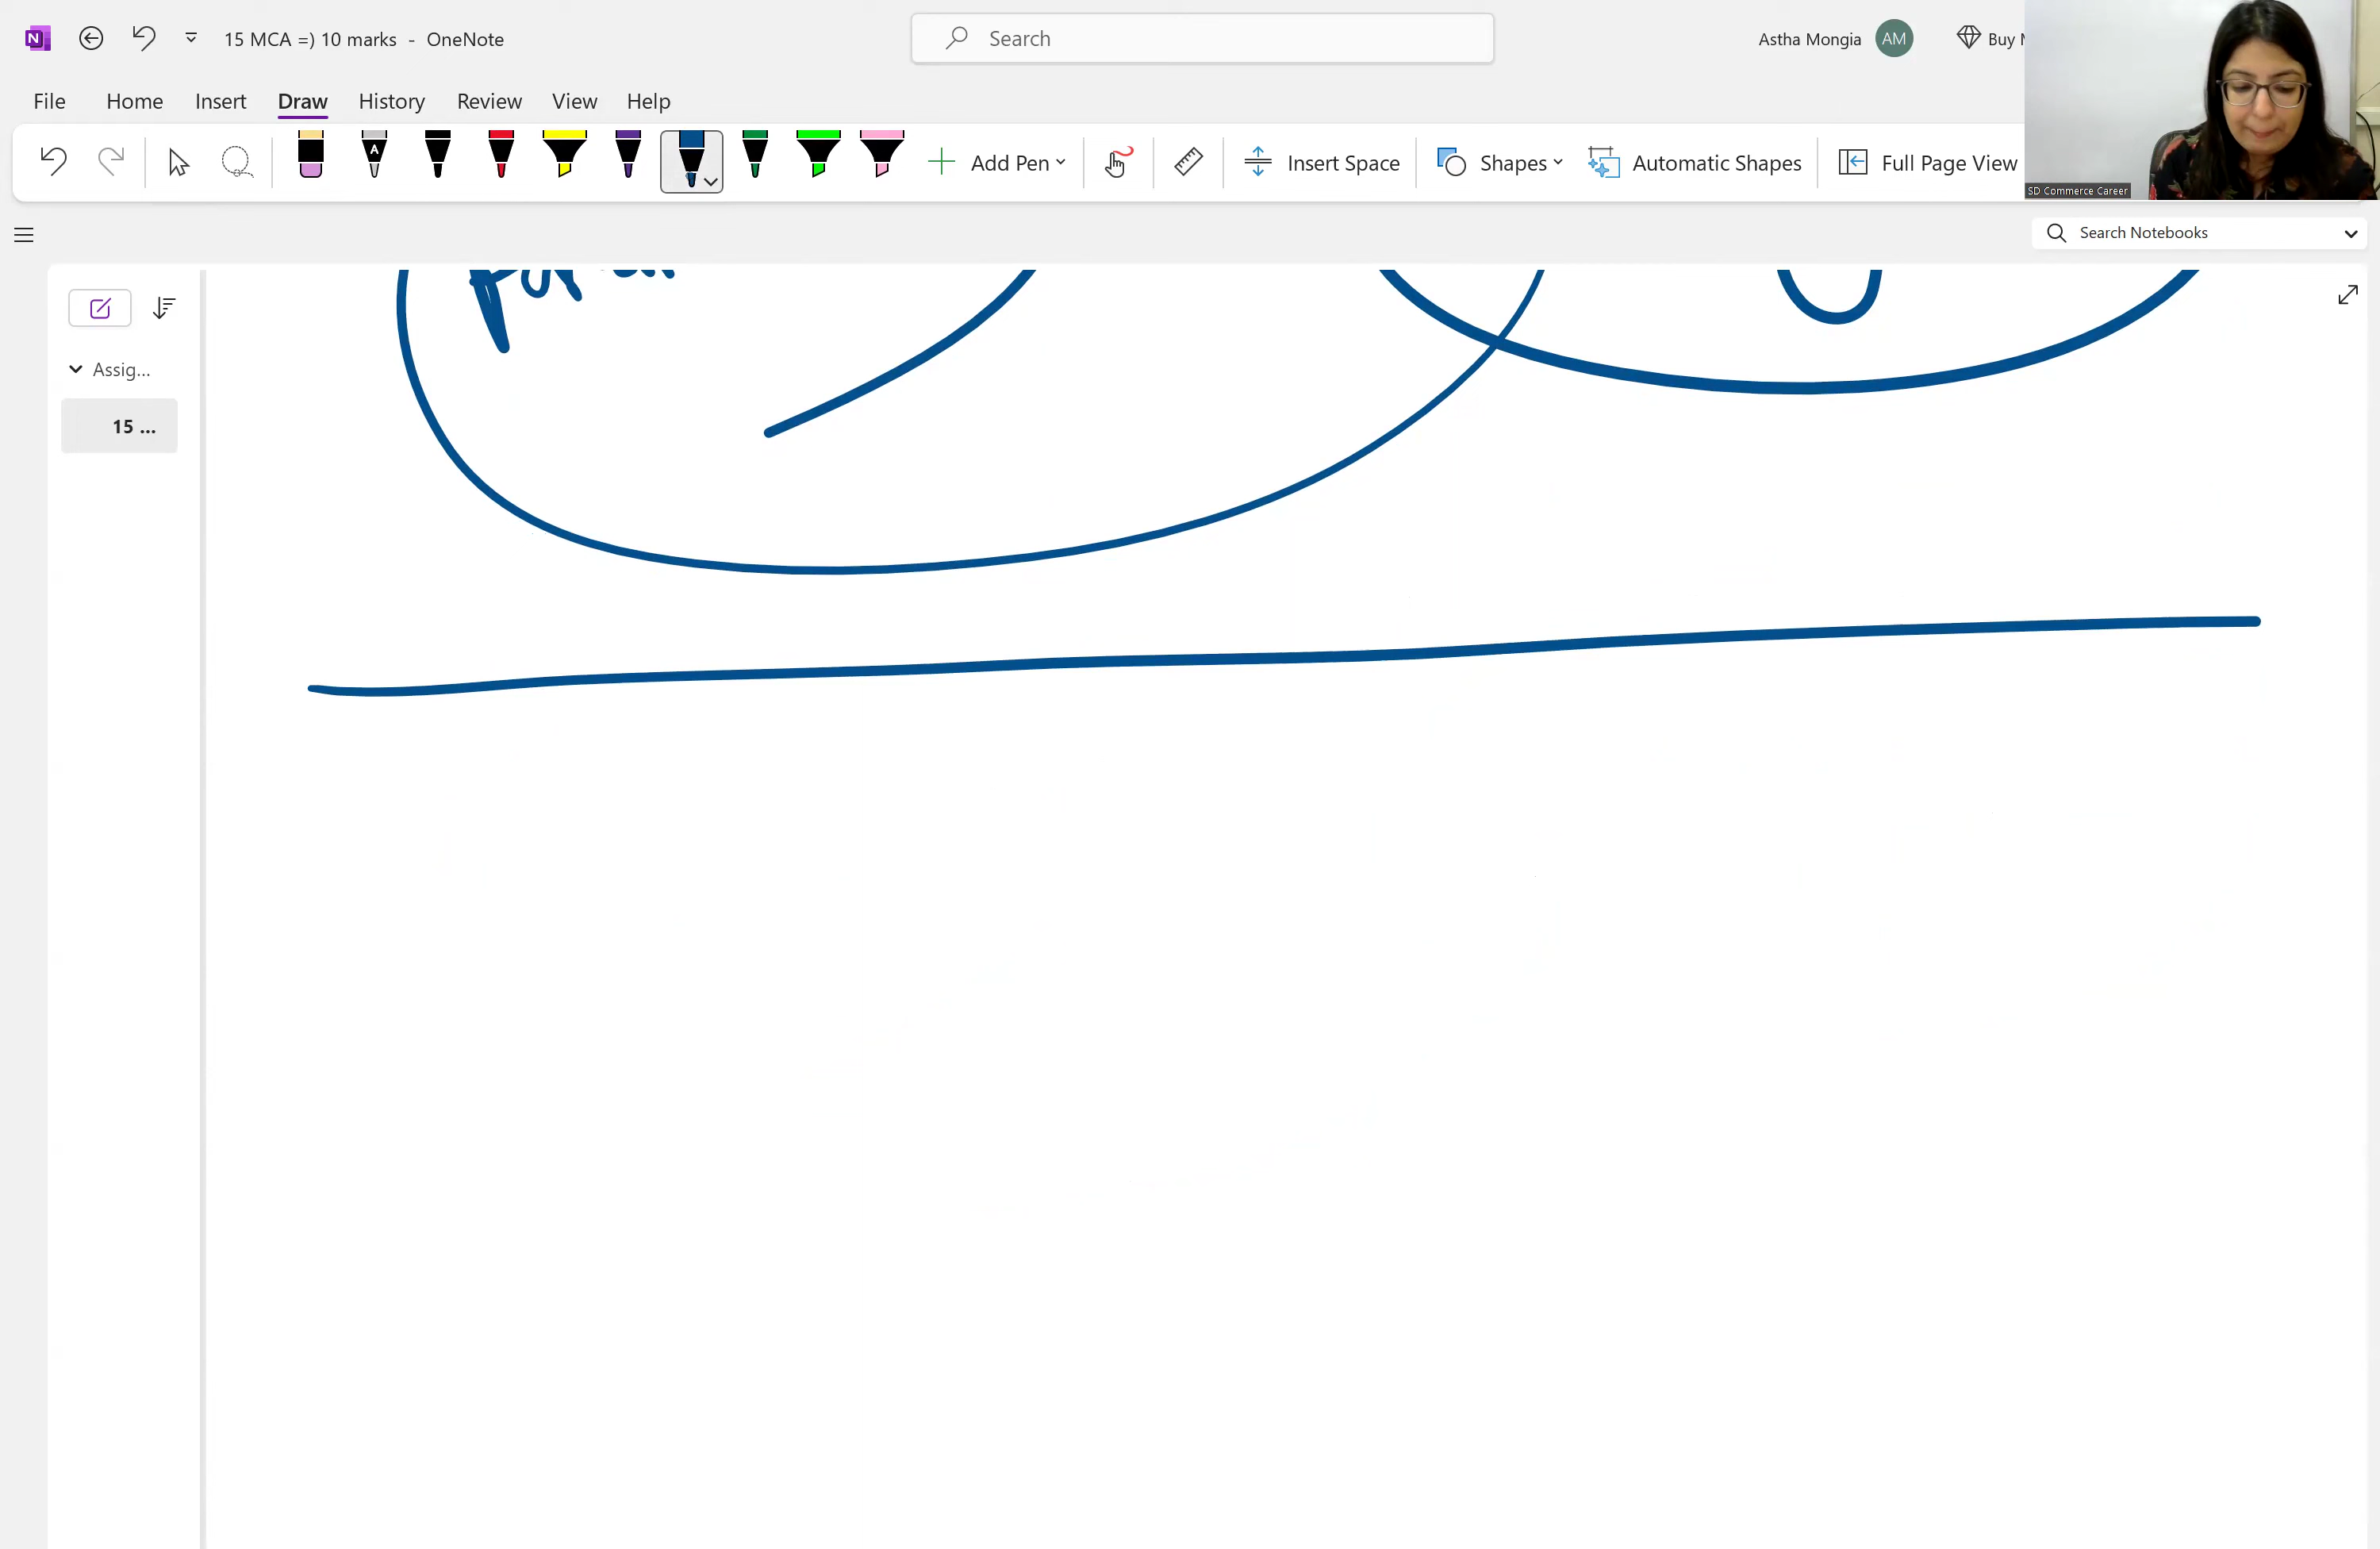 15 MCA =) 10 marks - OneNote
Search
Astha Mongia AM
Buy
File Home Insert Draw History Review View Help
Add Pen
Insert Space
Shapes
Automatic Shapes
Full Page View
SD Commerce Career
Search Notebooks
Assig...
15 ...